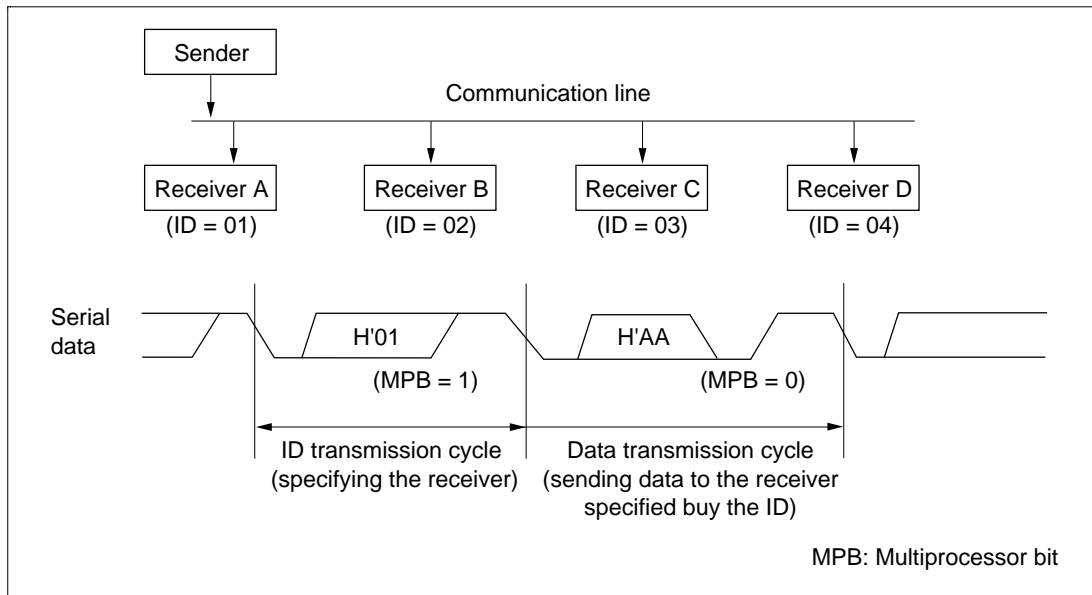 Sender
Communication line
Receiver A
Receiver B
Receiver C
Receiver D
(ID = 01)
(ID = 02)
(ID = 03)
(ID = 04)
Serial
data
H'01
H'AA
(MPB = 1)
(MPB = 0)
ID transmission cycle
(specifying the receiver)
Data transmission cycle
(sending data to the receiver
specified buy the ID)
MPB: Multiprocessor bit